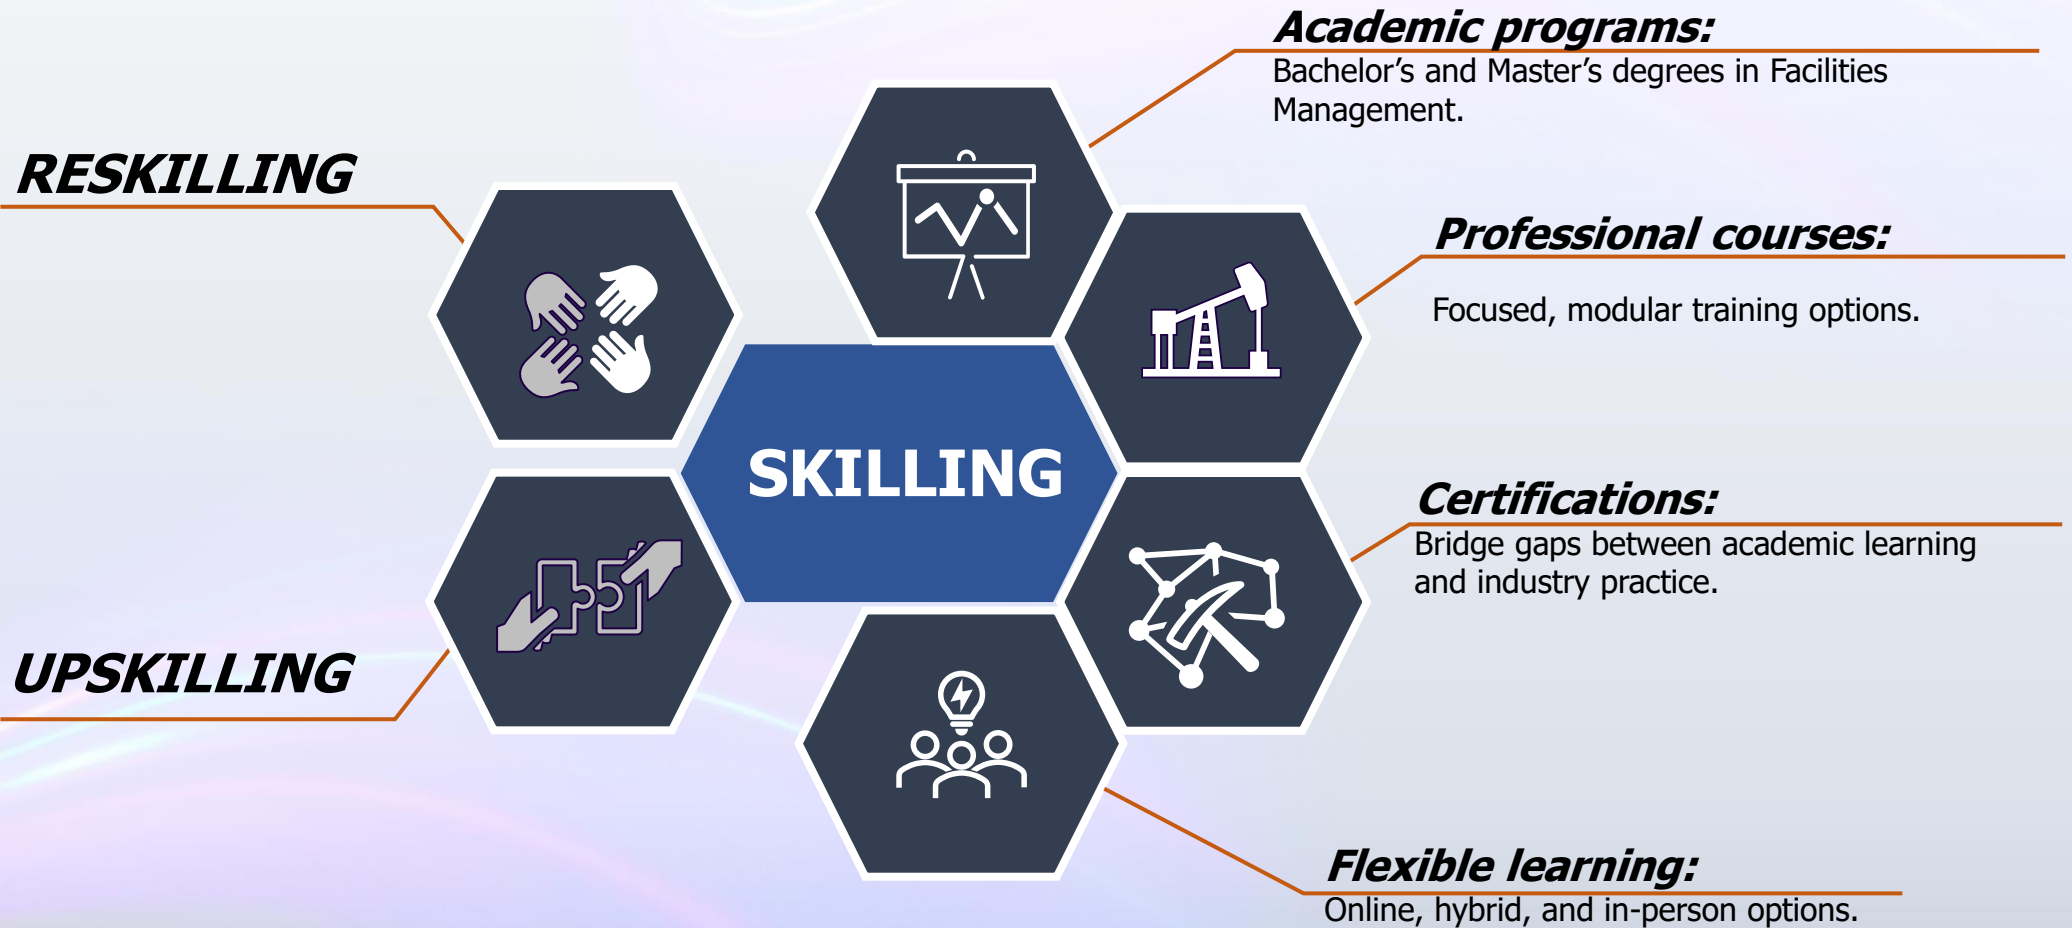 RESKILLING
UPSKILLING
SKILLING
Academic programs:
Bachelor’s and Master’s degrees in Facilities
Management.
Professional courses:
Focused, modular training options.
Certifications:
Bridge gaps between academic learning
and industry practice.
Flexible learning:
Online, hybrid, and in-person options.